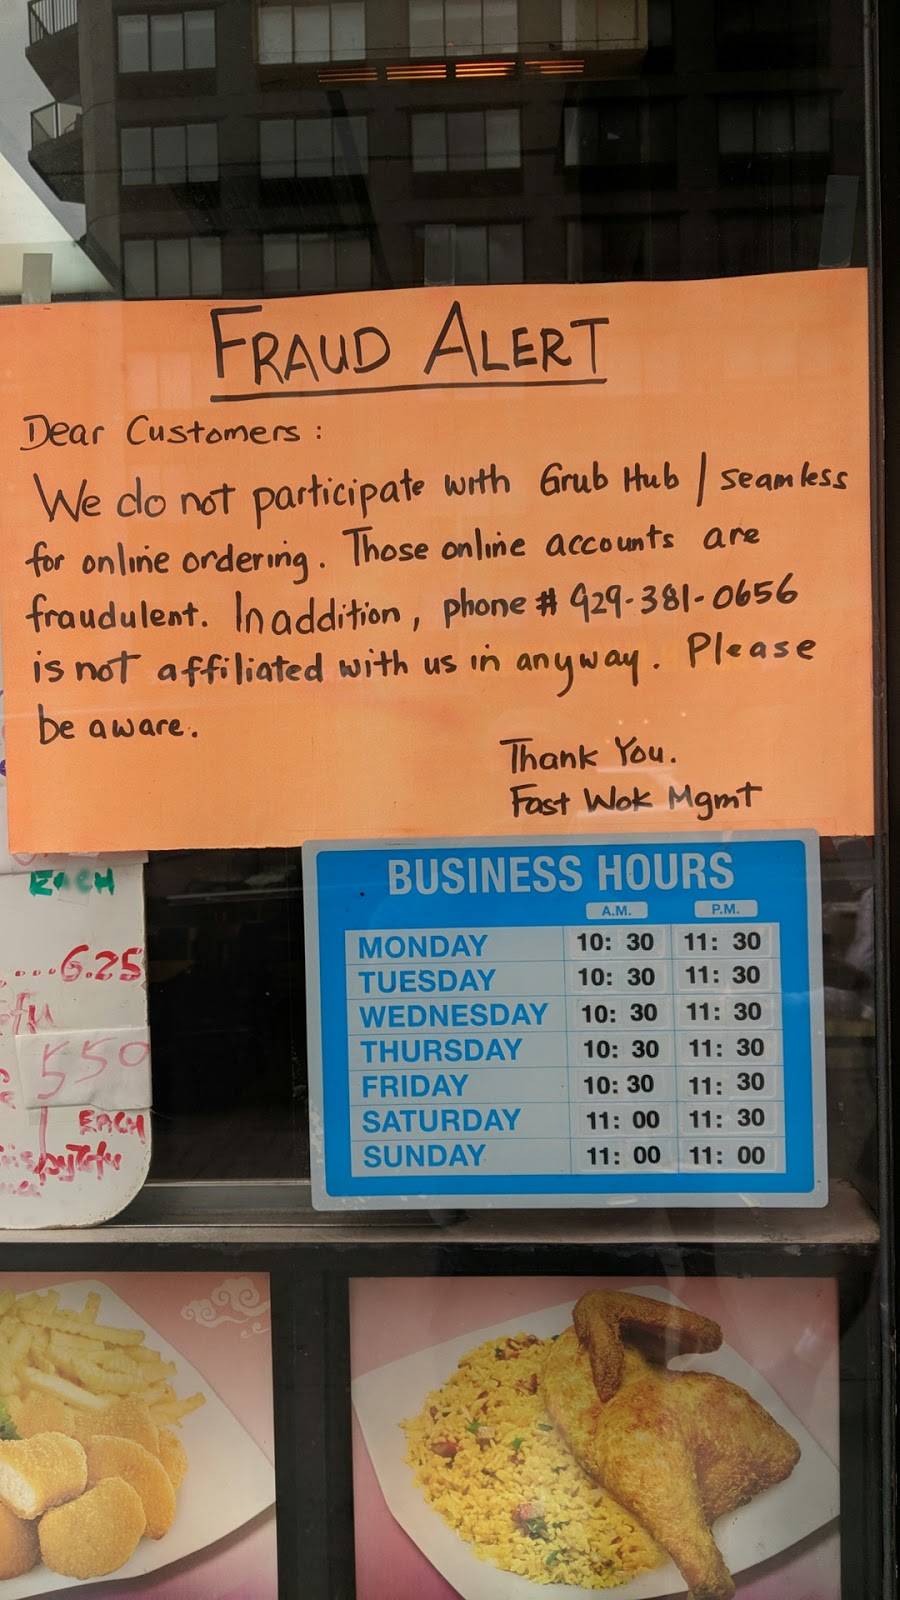 FRAUD ALERT
Dear Customers :
We do not participate with Grub Hub / seamless
for online ordering. Those online accounts are
fraudulent. In addition, phone # 929-381-0656
is not affiliated with us in anyway. Please
be aware.
Thank You.
Fast Wok Mgmt
EACH
...6.25
550
EACH
BUSINESS HOURS
A.M. P.M.
MONDAY 10: 30 11: 30
TUESDAY 10: 30 11: 30
WEDNESDAY 10: 30 11: 30
THURSDAY 10: 30 11: 30
FRIDAY 10: 30 11: 30
SATURDAY 11: 00 11: 30
SUNDAY 11: 00 11: 00